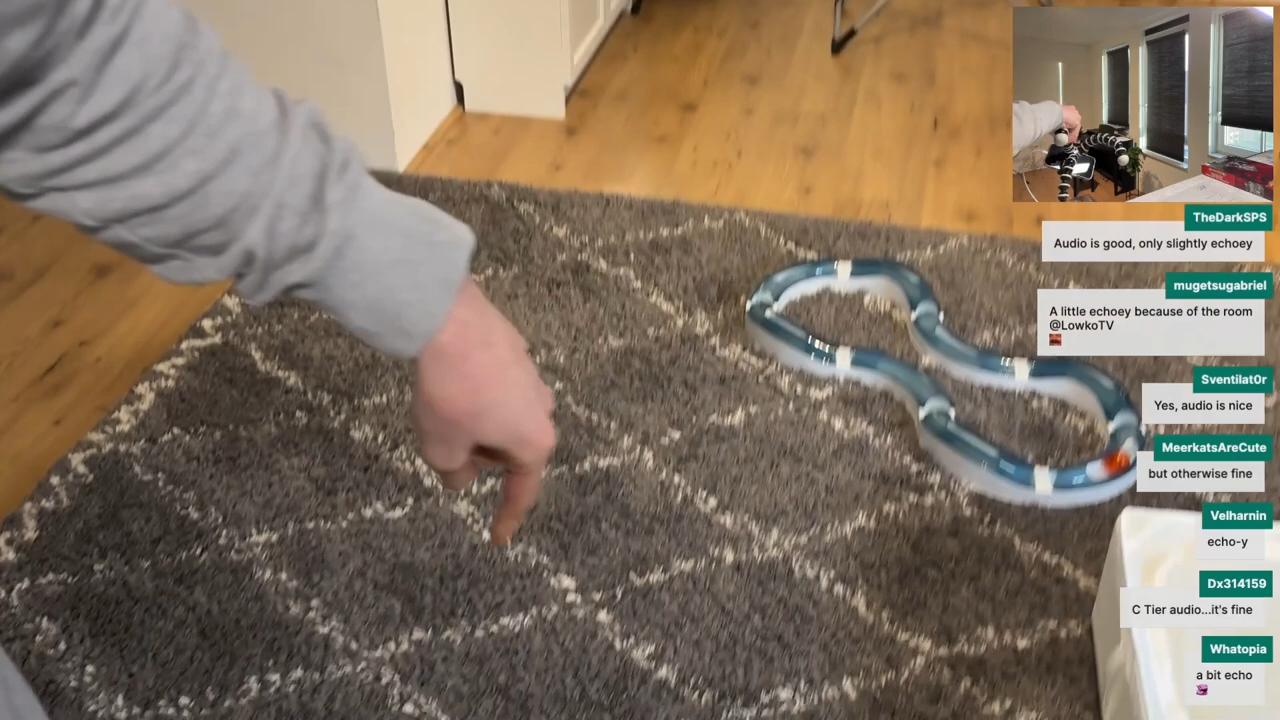 TheDarkSPS
Audio is good, only slightly echoey
mugetsugabriel
A little echoey because of the room
@LowkoTV
Sventilat0r
Yes, audio is nice
MeerkatsAreCute
but otherwise fine
Velharnin
echo-y
Dx314159
C Tier audio...it's fine
Whatopia
a bit echo